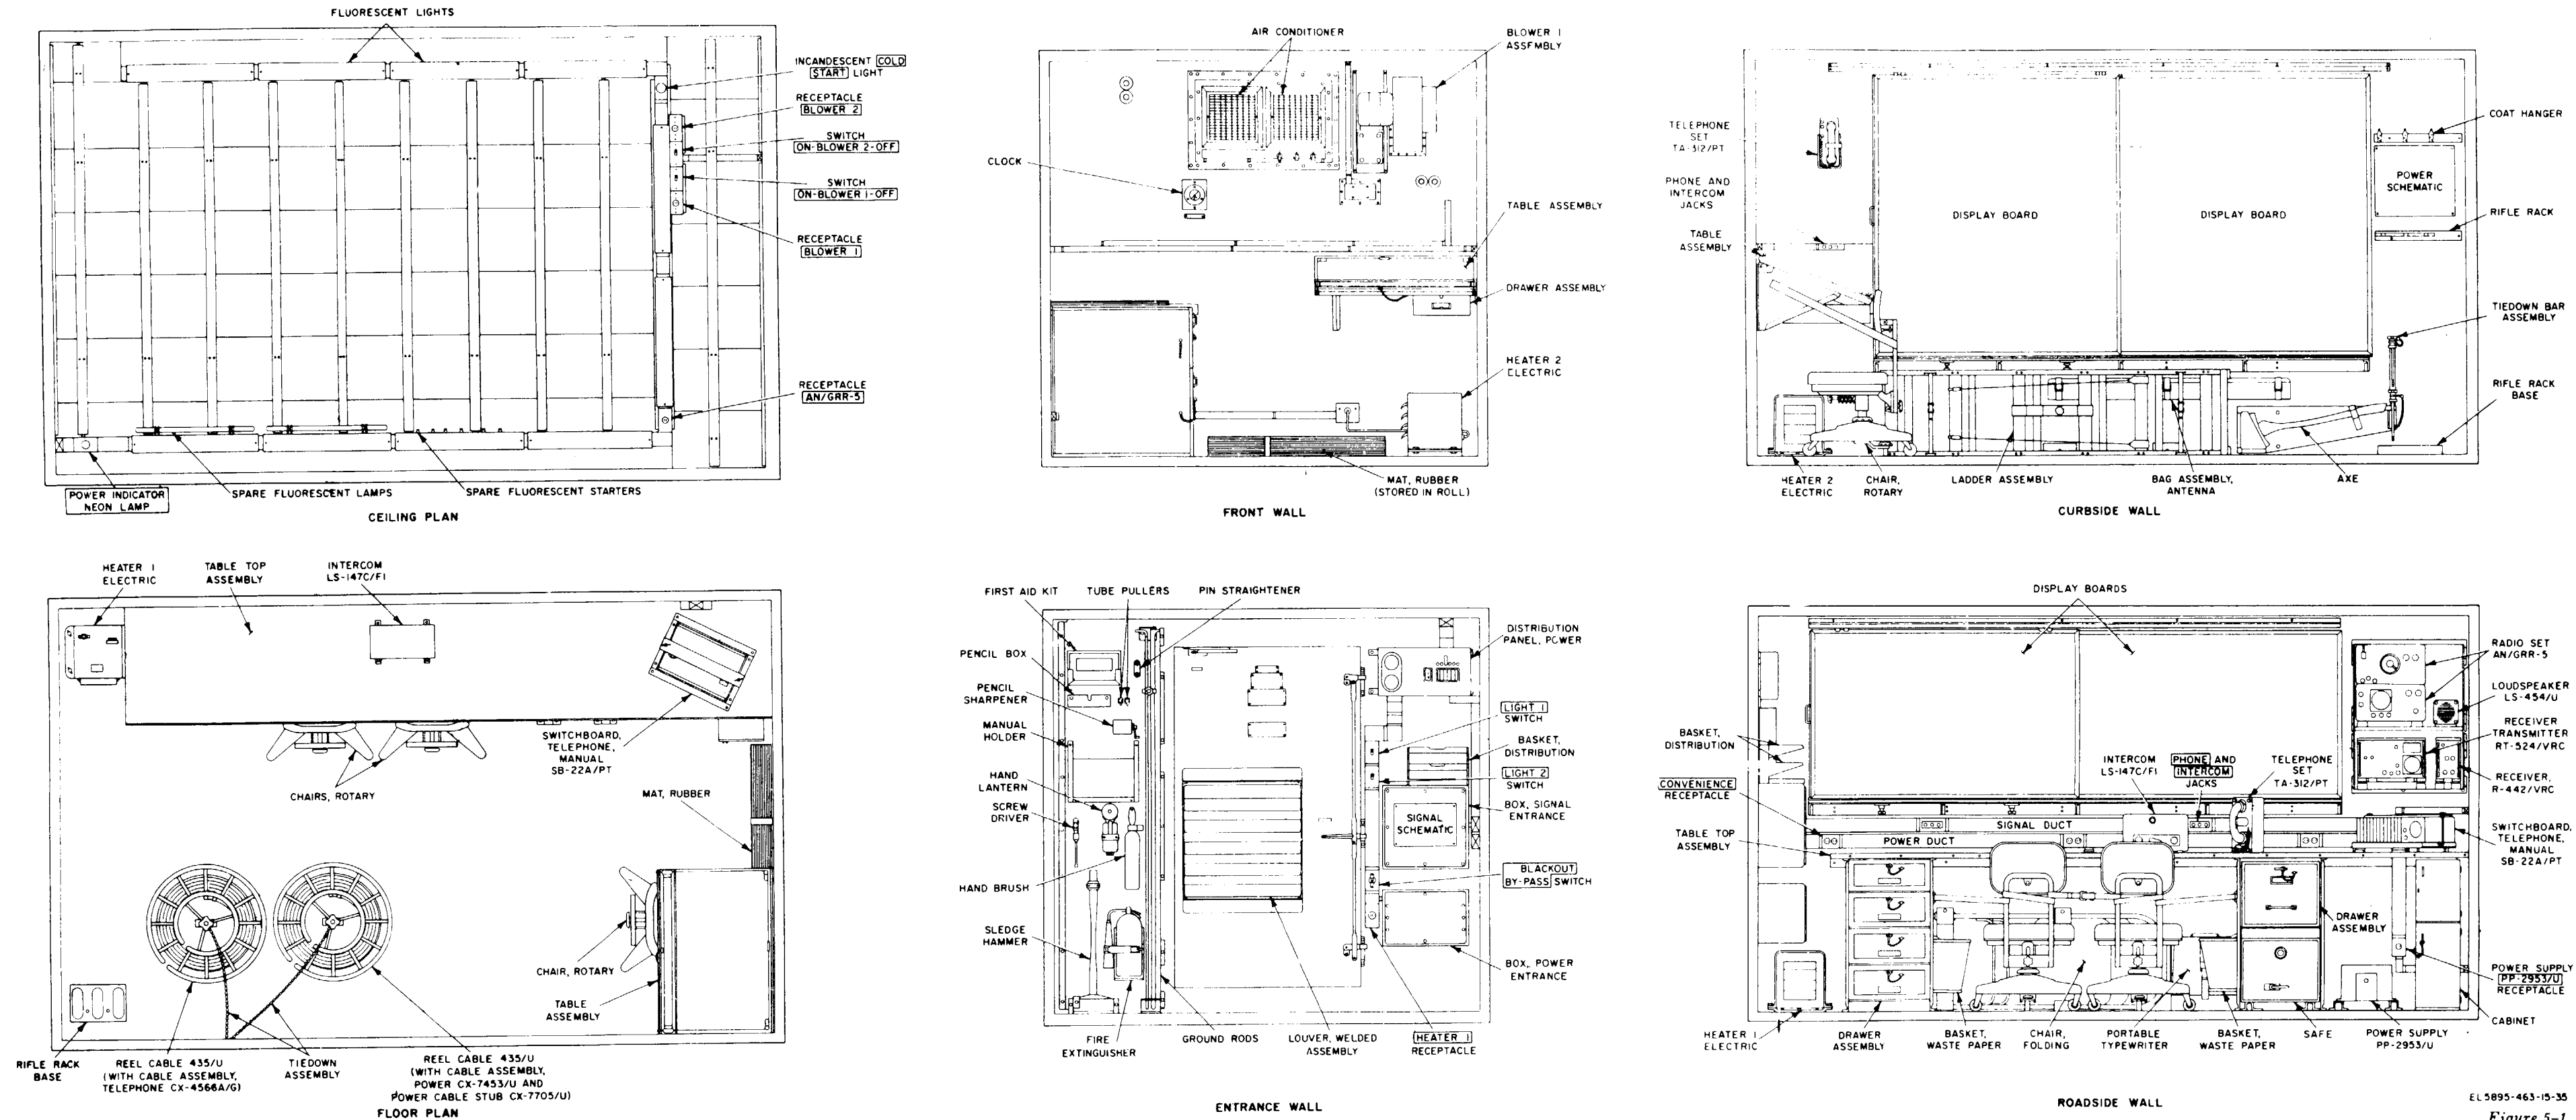 FLUORESCENT LIGHTS
INCANDESCENT COLD
START LIGHT
RECEPTACLE
BLOWER 2
SWITCH
ON-BLOWER 2-OFF
SWITCH
ON-BLOWER 1-OFF
RECEPTACLE
BLOWER 1
RECEPTACLE
AN/GRR-5
POWER INDICATOR
NEON LAMP
SPARE FLUORESCENT LAMPS
SPARE FLUORESCENT STARTERS
CEILING PLAN
AIR CONDITIONER
BLOWER 1
ASSEMBLY
CLOCK
TABLE ASSEMBLY
DRAWER ASSEMBLY
HEATER 2
ELECTRIC
MAT, RUBBER
(STORED IN ROLL)
FRONT WALL
TELEPHONE
SET
TA-312/PT
PHONE AND
INTERCOM
JACKS
TABLE
ASSEMBLY
DISPLAY BOARD
DISPLAY BOARD
COAT HANGER
POWER
SCHEMATIC
RIFLE RACK
TIEDOWN BAR
ASSEMBLY
RIFLE RACK
BASE
HEATER 2
ELECTRIC
CHAIR,
ROTARY
LADDER ASSEMBLY
BAG ASSEMBLY,
ANTENNA
AXE
CURBSIDE WALL
HEATER 1
ELECTRIC
TABLE TOP
ASSEMBLY
INTERCOM
LS-147C/FI
SWITCHBOARD,
TELEPHONE,
MANUAL
SB-22A/PT
CHAIRS, ROTARY
MAT, RUBBER
CHAIR, ROTARY
TABLE
ASSEMBLY
RIFLE RACK
BASE
REEL CABLE 435/U
(WITH CABLE ASSEMBLY,
TELEPHONE CX-4566A/G)
TIEDOWN
ASSEMBLY
REEL CABLE 435/U
(WITH CABLE ASSEMBLY,
POWER CX-7453/U AND
POWER CABLE STUB CX-7705/U)
FLOOR PLAN
FIRST AID KIT
TUBE PULLERS
PIN STRAIGHTENER
PENCIL BOX
PENCIL
SHARPENER
MANUAL
HOLDER
HAND
LANTERN
SCREW
DRIVER
HAND BRUSH
SLEDGE
HAMMER
FIRE
EXTINGUISHER
GROUND RODS
LOUVER, WELDED
ASSEMBLY
HEATER 1
RECEPTACLE
DISTRIBUTION
PANEL, POWER
LIGHT 1
SWITCH
BASKET,
DISTRIBUTION
LIGHT 2
SWITCH
BOX, SIGNAL
ENTRANCE
SIGNAL
SCHEMATIC
BLACKOUT
BY-PASS SWITCH
BOX, POWER
ENTRANCE
ENTRANCE WALL
DISPLAY BOARDS
RADIO SET
AN/GRR-5
LOUDSPEAKER
LS-454/U
RECEIVER
TRANSMITTER
RT-524/VRC
RECEIVER,
R-442/VRC
BASKET,
DISTRIBUTION
CONVENIENCE
RECEPTACLE
TABLE TOP
ASSEMBLY
INTERCOM
LS-147C/FI
PHONE AND
INTERCOM
JACKS
TELEPHONE
SET
TA-312/PT
SIGNAL DUCT
POWER DUCT
SWITCHBOARD,
TELEPHONE,
MANUAL
SB-22A/PT
DRAWER
ASSEMBLY
POWER SUPPLY
PP-2953/U
RECEPTACLE
CABINET
HEATER 1
ELECTRIC
DRAWER
ASSEMBLY
BASKET,
WASTE PAPER
CHAIR,
FOLDING
PORTABLE
TYPEWRITER
BASKET,
WASTE PAPER
SAFE
POWER SUPPLY
PP-2953/U
ROADSIDE WALL
EL5895-463-15-35
Figure 5-1